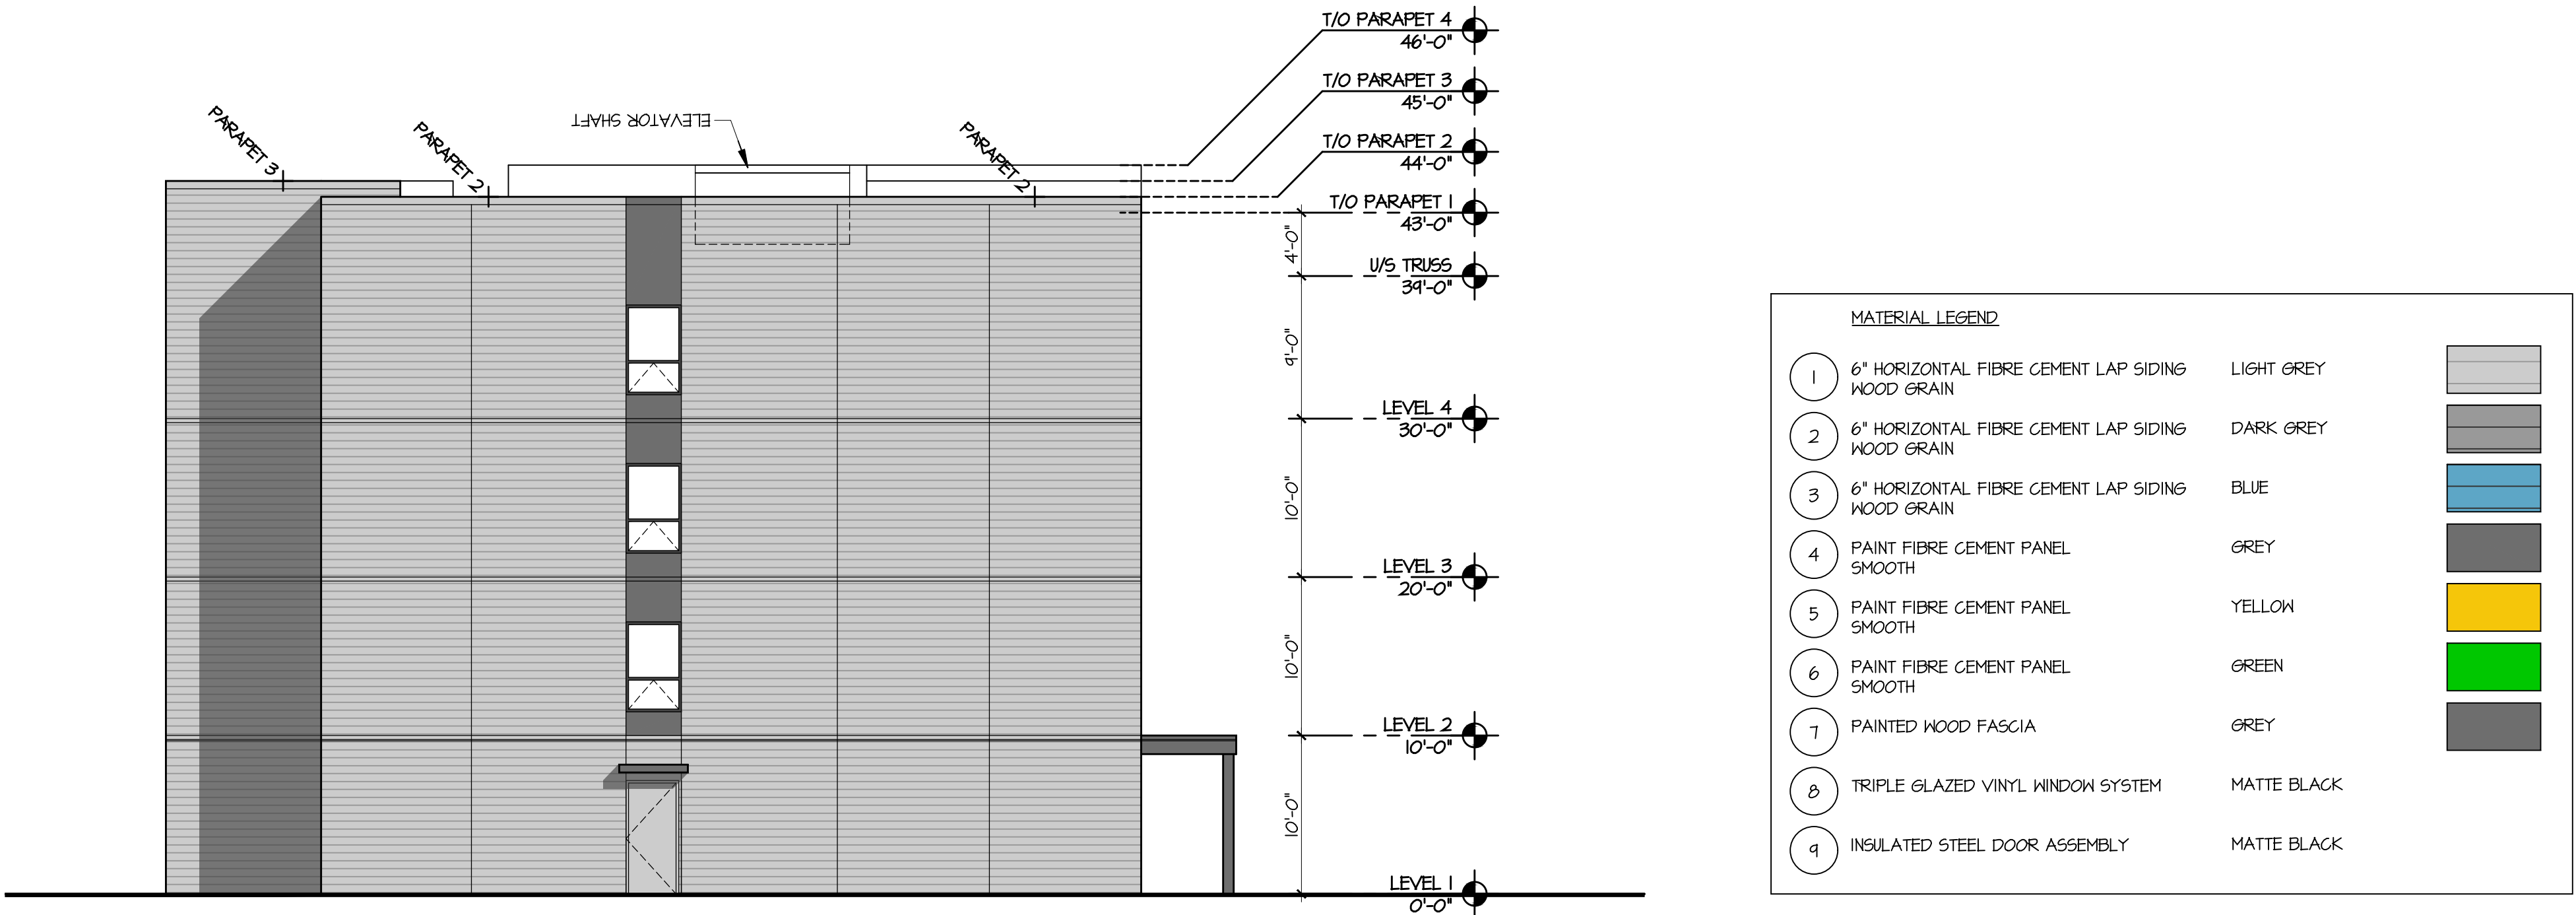 T/O PARAPET 4
46'-0"
T/O PARAPET 3
45'-0"
T/O PARAPET 2
44'-0"
T/O PARAPET 1
43'-0"
U/S TRUSS
39'-0"
LEVEL 4
30'-0"
LEVEL 3
20'-0"
LEVEL 2
10'-0"
LEVEL 1
0'-0"
PARAPET 3
PARAPET 2
ELEVATOR SHAFT
PARAPET 2
4'-0"
9'-0"
10'-0"
10'-0"
10'-0"
MATERIAL LEGEND
1 6" HORIZONTAL FIBRE CEMENT LAP SIDING LIGHT GREY
WOOD GRAIN
2 6" HORIZONTAL FIBRE CEMENT LAP SIDING DARK GREY
WOOD GRAIN
3 6" HORIZONTAL FIBRE CEMENT LAP SIDING BLUE
WOOD GRAIN
4 PAINT FIBRE CEMENT PANEL GREY
SMOOTH
5 PAINT FIBRE CEMENT PANEL YELLOW
SMOOTH
6 PAINT FIBRE CEMENT PANEL GREEN
SMOOTH
7 PAINTED WOOD FASCIA GREY
8 TRIPLE GLAZED VINYL WINDOW SYSTEM MATTE BLACK
9 INSULATED STEEL DOOR ASSEMBLY MATTE BLACK